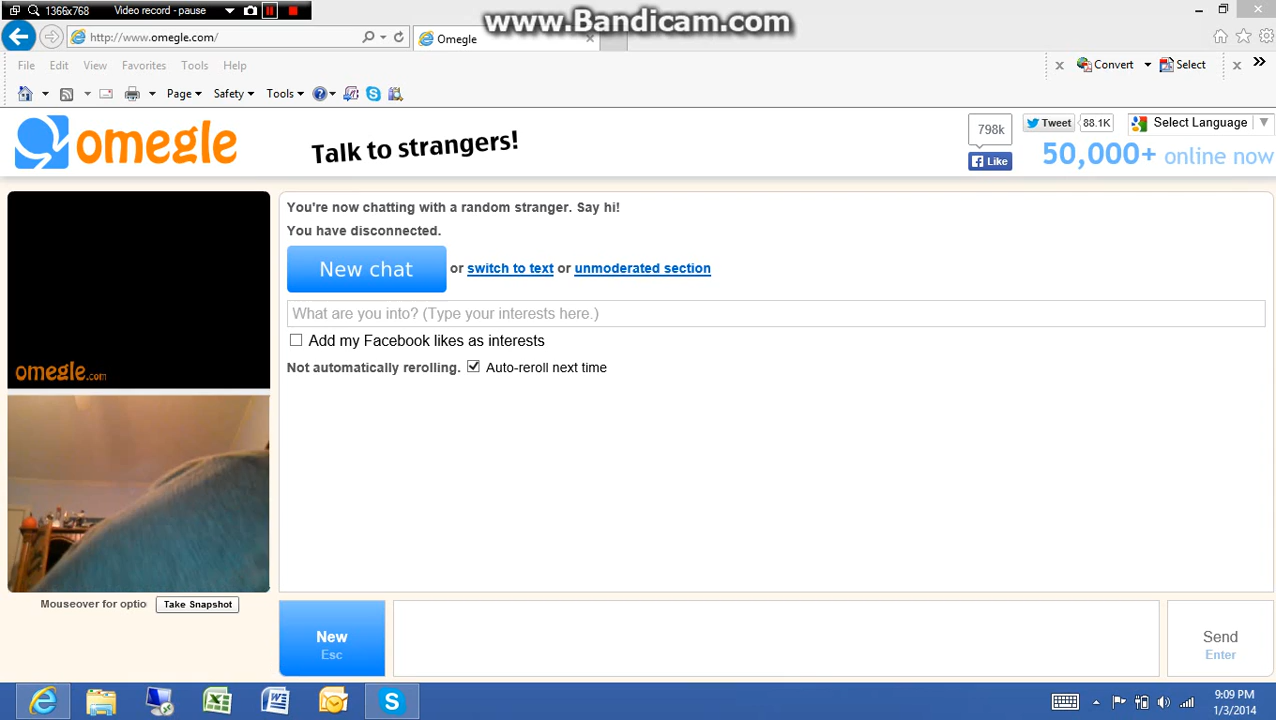 1366x768 Video record - pause
www.Bandicam.com
http://www.omegle.com/
Omegle
File Edit View Favorites Tools Help
Convert Select
Page Safety Tools
omegle
Talk to strangers!
798k
Like
Tweet 88.1K
Select Language
50,000+ online now
You're now chatting with a random stranger. Say hi!
You have disconnected.
New chat or switch to text or unmoderated section
What are you into? (Type your interests here.)
Add my Facebook likes as interests
Not automatically rerolling. Auto-reroll next time
omegle.com
Mouseover for optio Take Snapshot
New
Esc
Send
Enter
9:09 PM
1/3/2014